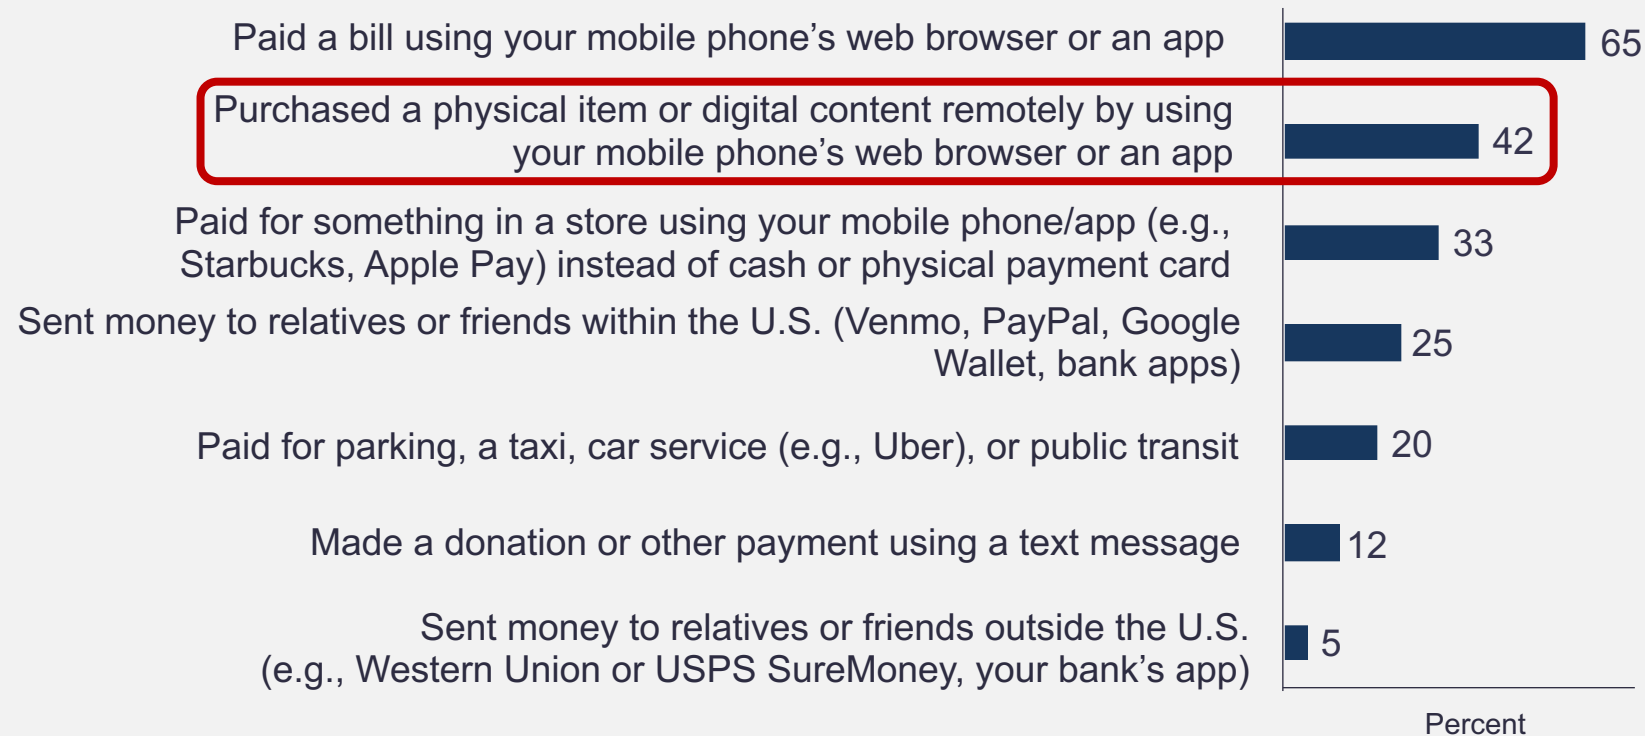 Paid a bill using your mobile phone’s web browser or an app
65
Purchased a physical item or digital content remotely by using
your mobile phone’s web browser or an app
42
Paid for something in a store using your mobile phone/app (e.g.,
Starbucks, Apple Pay) instead of cash or physical payment card
33
Sent money to relatives or friends within the U.S. (Venmo, PayPal, Google
Wallet, bank apps)
25
Paid for parking, a taxi, car service (e.g., Uber), or public transit
20
Made a donation or other payment using a text message
12
Sent money to relatives or friends outside the U.S.
(e.g., Western Union or USPS SureMoney, your bank’s app)
5
Percent